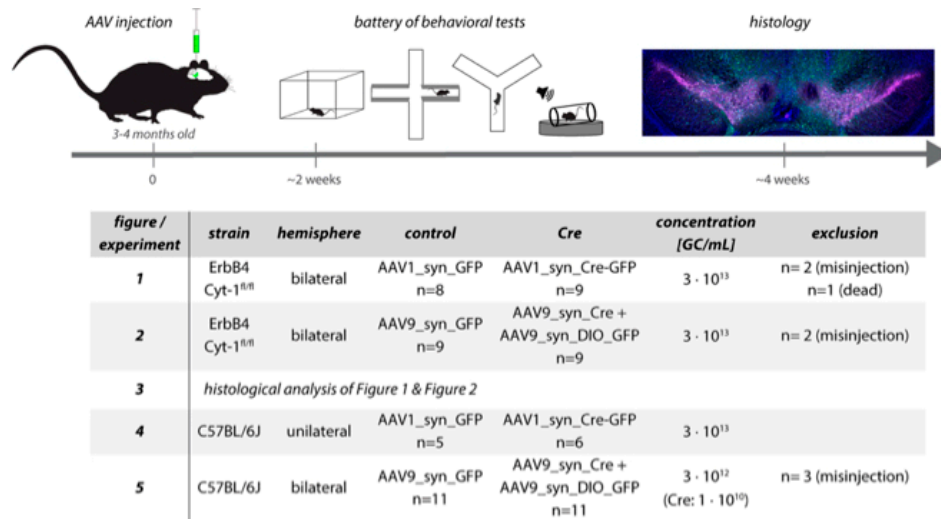 AAV injection
battery of behavioral tests
histology
3-4 months old
0
~2 weeks
~4 weeks
figure / experiment strain hemisphere control Cre concentration [GC/mL] exclusion
1 ErbB4 Cyt-1fl/fl bilateral AAV1_syn_GFP n=8 AAV1_syn_Cre-GFP n=9 3 · 10¹³ n= 2 (misinjection) n=1 (dead)
2 ErbB4 Cyt-1fl/fl bilateral AAV9_syn_GFP n=9 AAV9_syn_Cre + AAV9_syn_DIO_GFP n=9 3 · 10¹³ n= 2 (misinjection)
3 histological analysis of Figure 1 & Figure 2
4 C57BL/6J unilateral AAV1_syn_GFP n=5 AAV1_syn_Cre-GFP n=6 3 · 10¹³
5 C57BL/6J bilateral AAV9_syn_GFP n=11 AAV9_syn_Cre + AAV9_syn_DIO_GFP n=11 3 · 10¹² (Cre: 1 · 10¹⁰) n= 3 (misinjection)